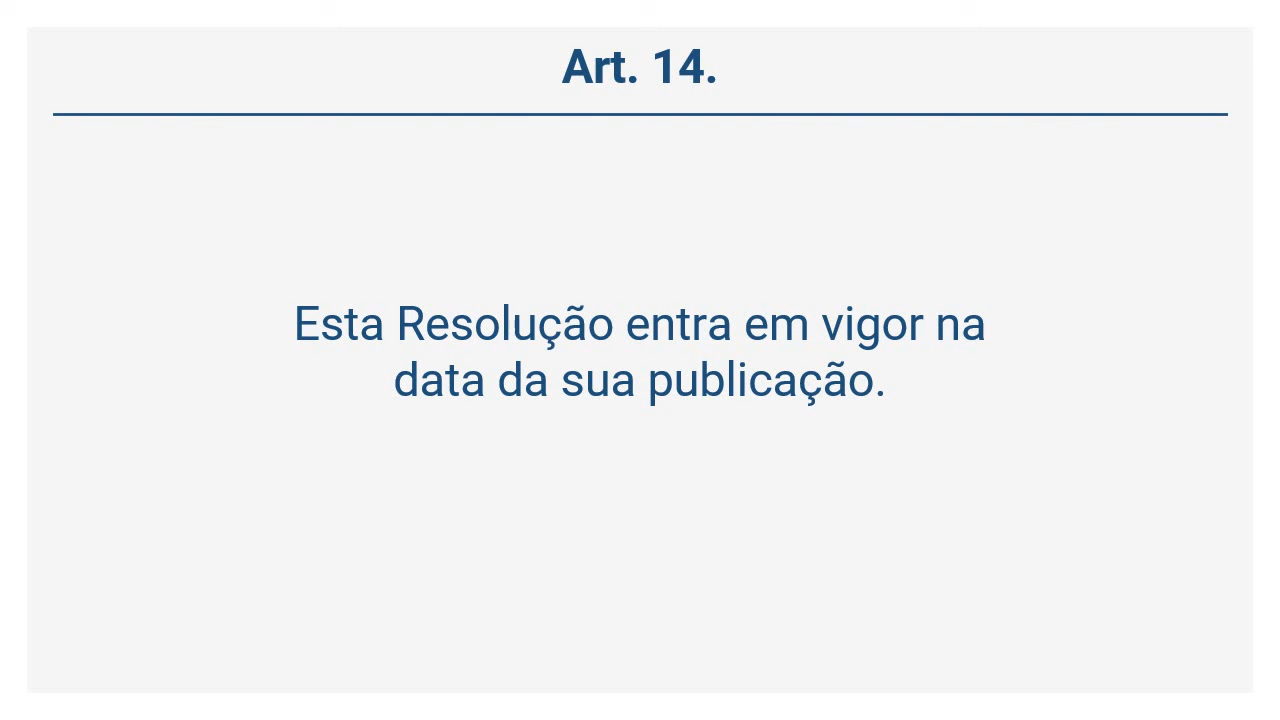 Art. 14.
Esta Resolução entra em vigor na
data da sua publicação.